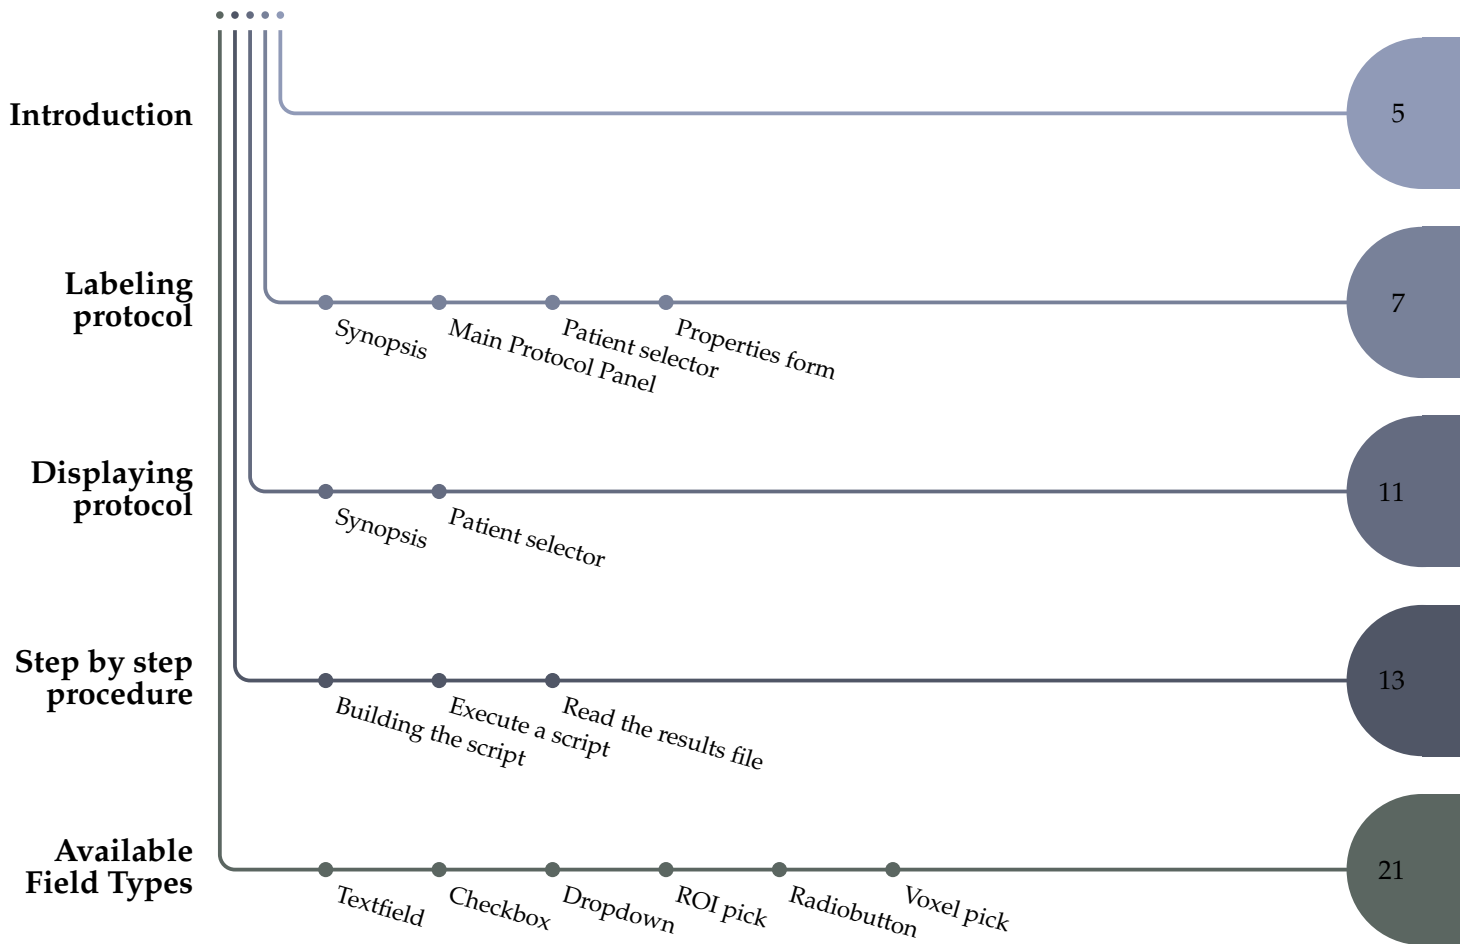 Introduction
5
Labeling
protocol
7
Synopsis
Main Protocol Panel
Patient selector
Properties form
Displaying
protocol
11
Synopsis
Patient selector
Step by step
procedure
13
Building the script
Execute a script
Read the results file
Available
Field Types
21
Textfield
Checkbox
Dropdown
ROI pick
Radiobutton
Voxel pick